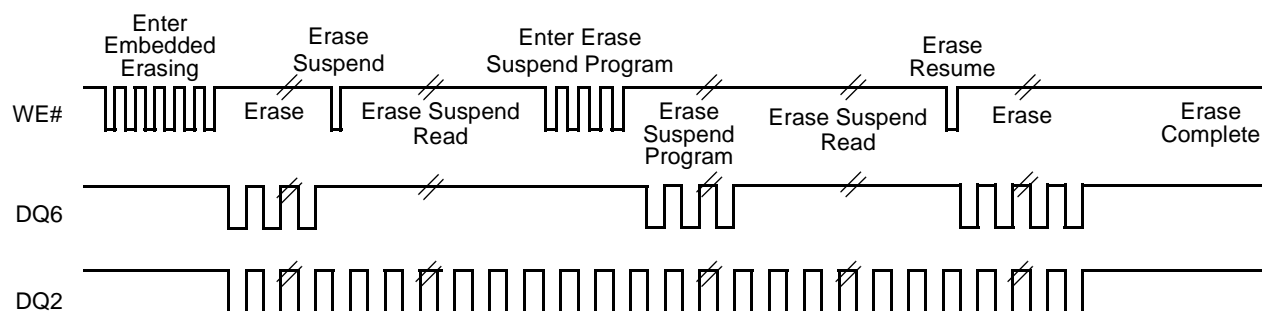 Enter
Embedded
Erasing
Erase
Suspend
Enter Erase
Suspend Program
Erase
Resume
WE#
Erase
Erase Suspend
Read
Erase
Suspend
Program
Erase Suspend
Read
Erase
Erase
Complete
DQ6
DQ2